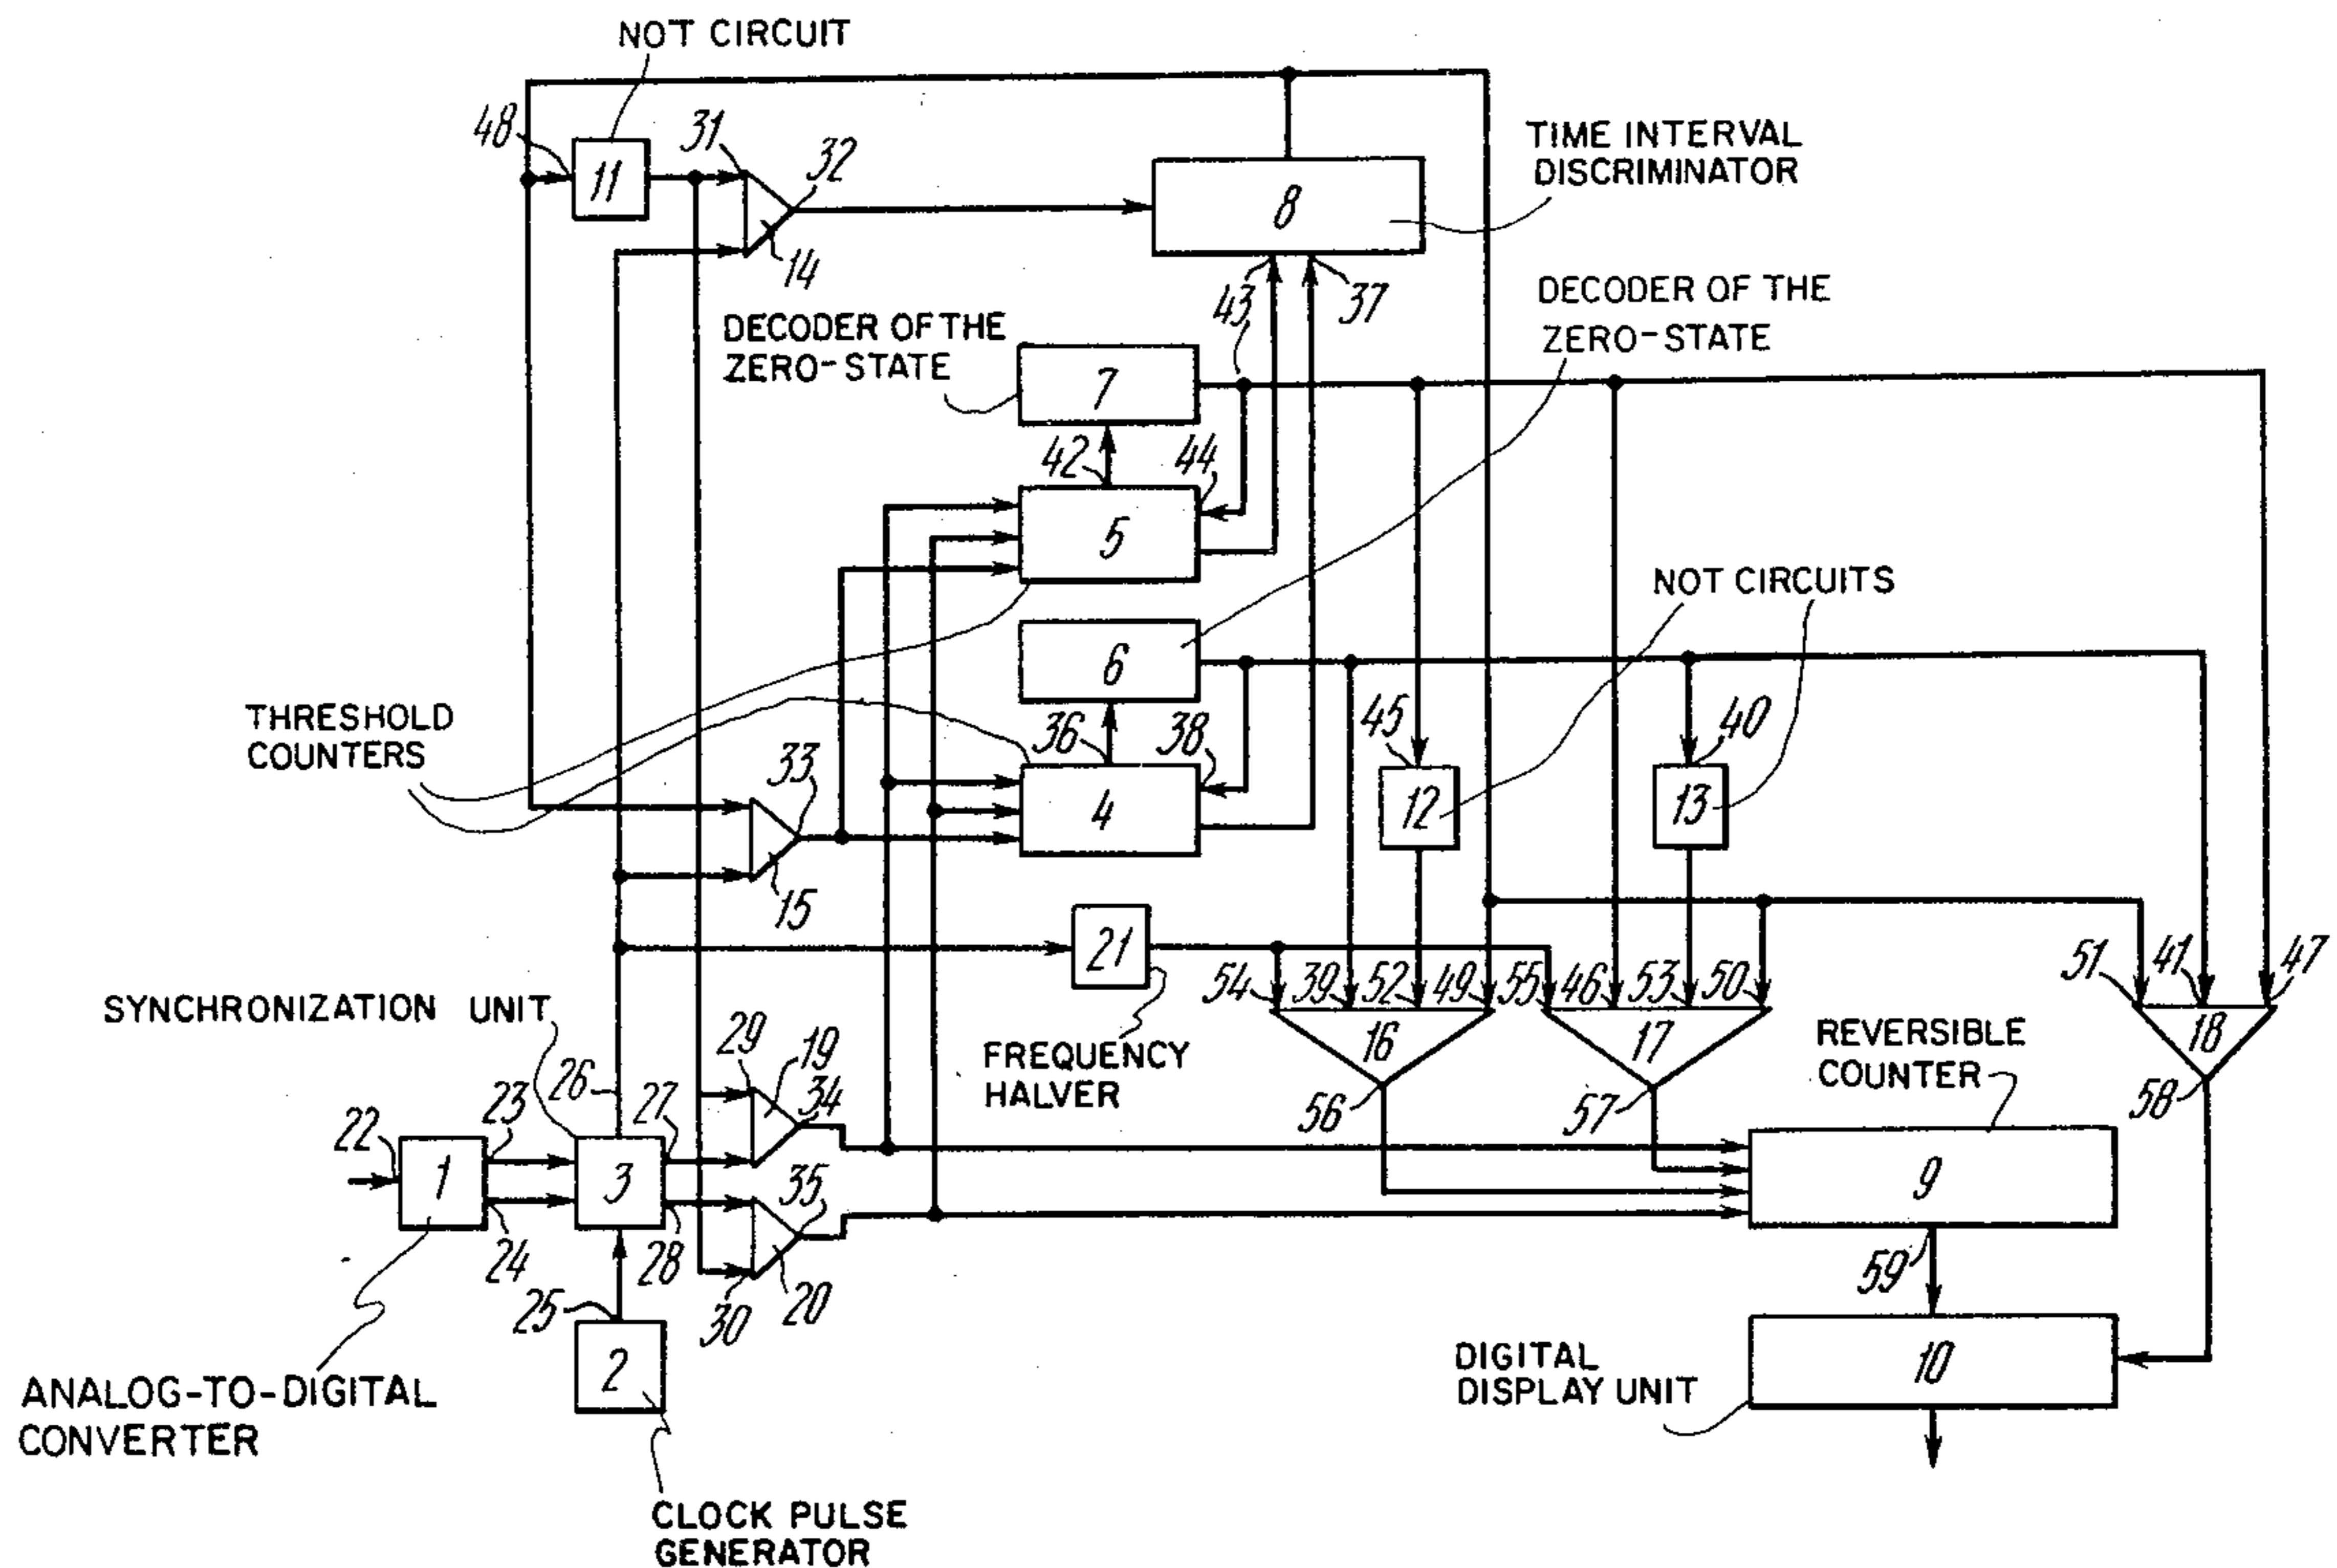 NOT CIRCUIT
48
11
31
32
14
TIME INTERVAL
DISCRIMINATOR
8
43
37
DECODER OF THE
ZERO-STATE
DECODER OF THE
ZERO-STATE
7
42
44
5
NOT CIRCUITS
6
THRESHOLD
COUNTERS
36
38
45
40
33
4
12
13
15
21
54
39
52
49
55
46
53
50
51
41
47
SYNCHRONIZATION UNIT
FREQUENCY
HALVER
16
17
18
REVERSIBLE
COUNTER
26
29
19
34
56
57
58
22
23
27
1
3
35
9
24
28
25
30
20
59
2
10
DIGITAL
DISPLAY UNIT
ANALOG-TO-DIGITAL
CONVERTER
CLOCK PULSE
GENERATOR